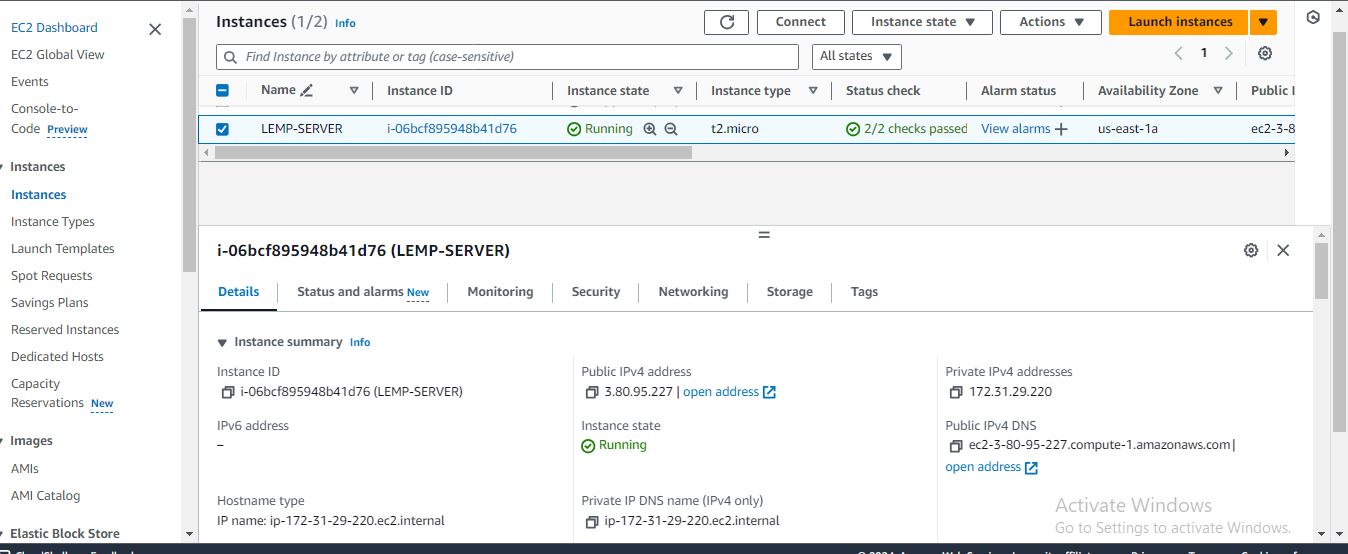 EC2 Dashboard
EC2 Global View
Events
Console-to-
Code Preview
Instances
Instances
Instance Types
Launch Templates
Spot Requests
Savings Plans
Reserved Instances
Dedicated Hosts
Capacity
Reservations New
Images
AMIs
AMI Catalog
Elastic Block Store
Instances (1/2) Info
Connect
Instance state
Actions
Launch instances
Find Instance by attribute or tag (case-sensitive)
All states
1
Name Instance ID Instance state Instance type Status check Alarm status Availability Zone Public I
LEMP-SERVER i-06bcf895948b41d76 Running t2.micro 2/2 checks passed View alarms + us-east-1a ec2-3-8
i-06bcf895948b41d76 (LEMP-SERVER)
Details Status and alarms New Monitoring Security Networking Storage Tags
Instance summary Info
Instance ID
i-06bcf895948b41d76 (LEMP-SERVER)
Public IPv4 address
3.80.95.227 | open address
Private IPv4 addresses
172.31.29.220
IPv6 address
–
Instance state
Running
Public IPv4 DNS
ec2-3-80-95-227.compute-1.amazonaws.com |
open address
Hostname type
IP name: ip-172-31-29-220.ec2.internal
Private IP DNS name (IPv4 only)
ip-172-31-29-220.ec2.internal
Activate Windows
Go to Settings to activate Windows.